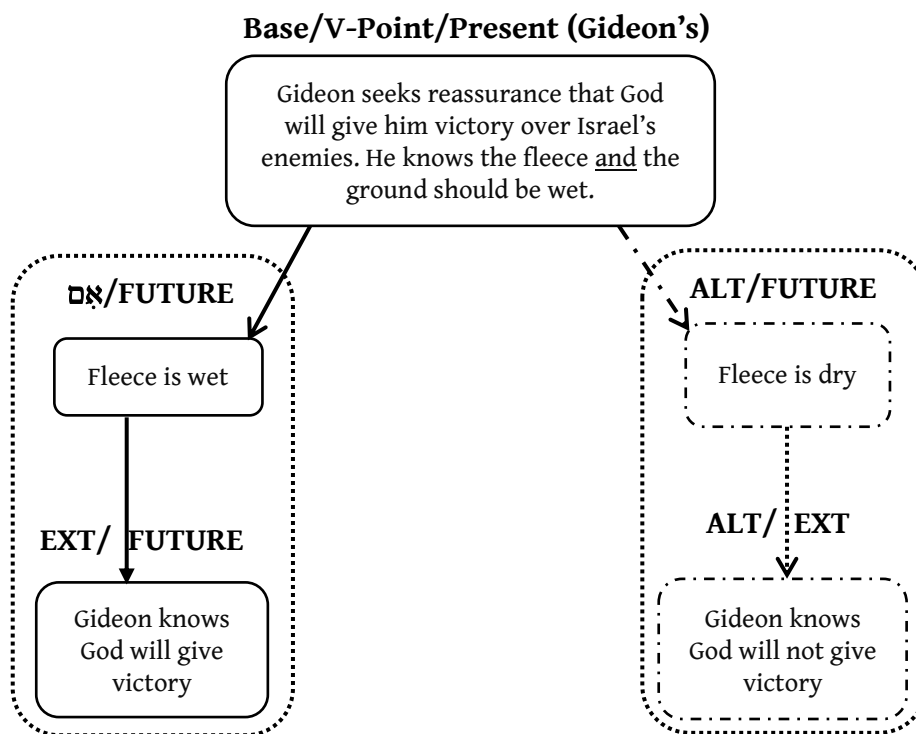 Base/V-Point/Present (Gideon’s)
Gideon seeks reassurance that God
will give him victory over Israel’s
enemies. He knows the fleece and the
ground should be wet.
אִם/FUTURE
Fleece is wet
EXT/ FUTURE
Gideon knows
God will give
victory
ALT/FUTURE
Fleece is dry
ALT/ EXT
Gideon knows
God will not give
victory